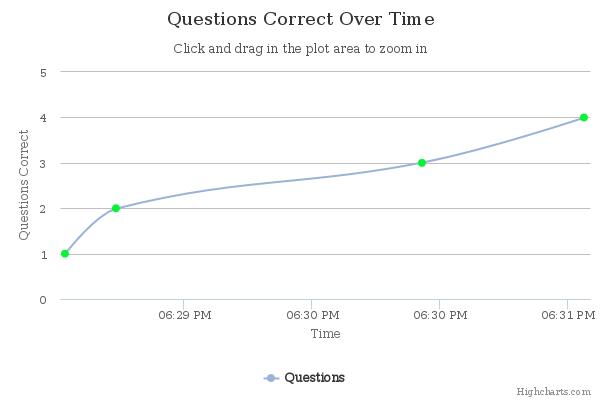 Questions Correct Over Time
Click and drag in the plot area to zoom in
Questions Correct
5
4
3
2
1
0
06:29 PM 06:30 PM 06:30 PM 06:31 PM
Time
Questions
Highcharts.com